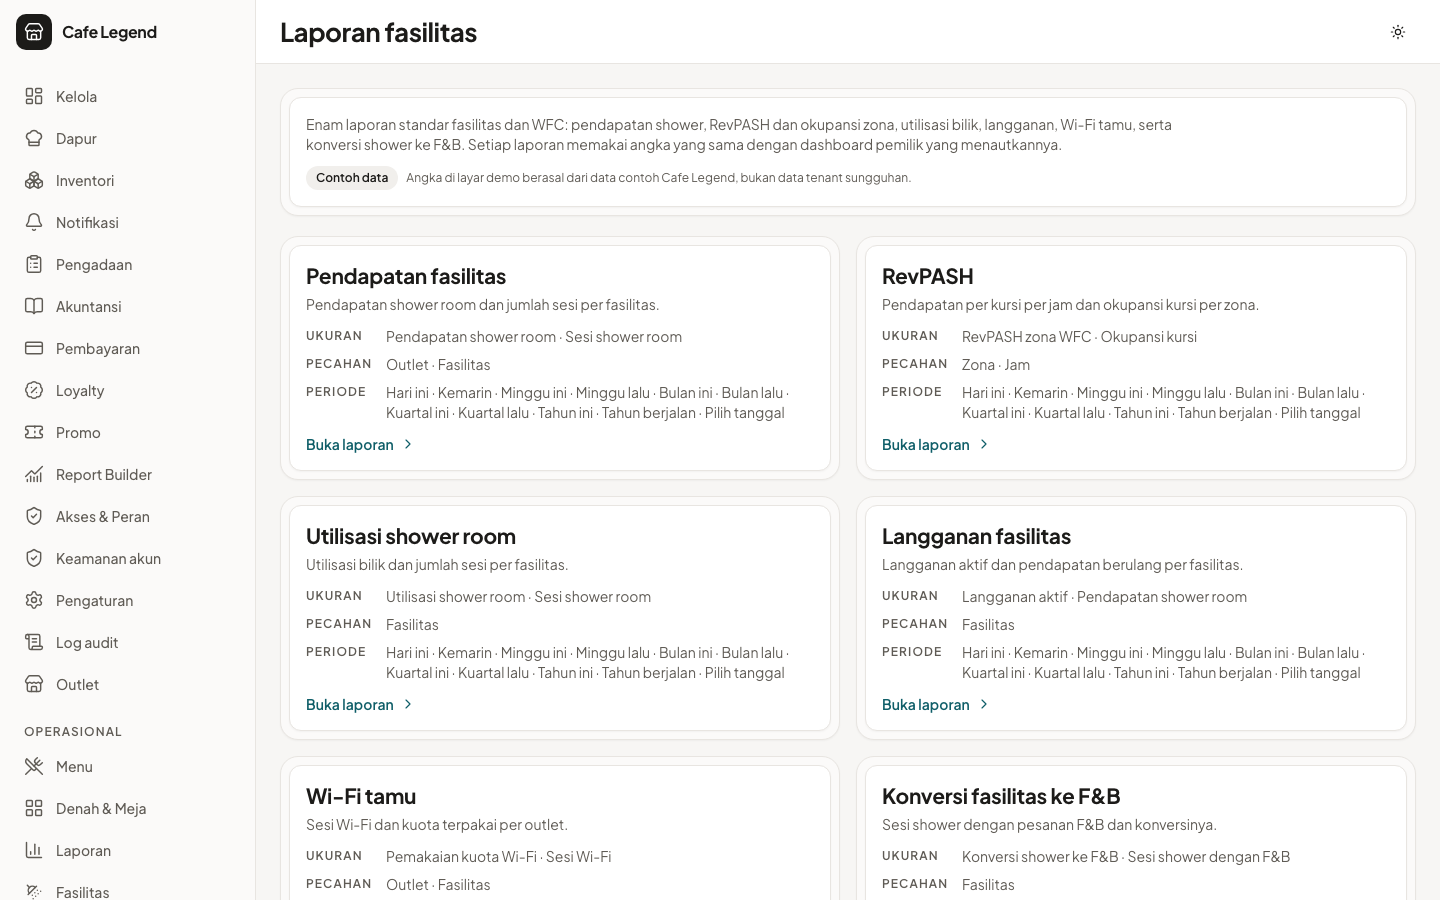 Cafe Legend
Kelola
Dapur
Inventori
Notifikasi
Pengadaan
Akuntansi
Pembayaran
Loyalty
Promo
Report Builder
Akses & Peran
Keamanan akun
Pengaturan
Log audit
Outlet
OPERASIONAL
Menu
Denah & Meja
Laporan
Fasilitas
Laporan fasilitas
Enam laporan standar fasilitas dan WFC: pendapatan shower, RevPASH dan okupansi zona, utilisasi bilik, langganan, Wi-Fi tamu, serta
konversi shower ke F&B. Setiap laporan memakai angka yang sama dengan dashboard pemilik yang menautkannya.
Contoh data Angka di layar demo berasal dari data contoh Cafe Legend, bukan data tenant sungguhan.
Pendapatan fasilitas
Pendapatan shower room dan jumlah sesi per fasilitas.
UKURAN Pendapatan shower room · Sesi shower room
PECAHAN Outlet · Fasilitas
PERIODE Hari ini · Kemarin · Minggu ini · Minggu lalu · Bulan ini · Bulan lalu ·
Kuartal ini · Kuartal lalu · Tahun ini · Tahun berjalan · Pilih tanggal
Buka laporan
RevPASH
Pendapatan per kursi per jam dan okupansi kursi per zona.
UKURAN RevPASH zona WFC · Okupansi kursi
PECAHAN Zona · Jam
PERIODE Hari ini · Kemarin · Minggu ini · Minggu lalu · Bulan ini · Bulan lalu ·
Kuartal ini · Kuartal lalu · Tahun ini · Tahun berjalan · Pilih tanggal
Buka laporan
Utilisasi shower room
Utilisasi bilik dan jumlah sesi per fasilitas.
UKURAN Utilisasi shower room · Sesi shower room
PECAHAN Fasilitas
PERIODE Hari ini · Kemarin · Minggu ini · Minggu lalu · Bulan ini · Bulan lalu ·
Kuartal ini · Kuartal lalu · Tahun ini · Tahun berjalan · Pilih tanggal
Buka laporan
Langganan fasilitas
Langganan aktif dan pendapatan berulang per fasilitas.
UKURAN Langganan aktif · Pendapatan shower room
PECAHAN Fasilitas
PERIODE Hari ini · Kemarin · Minggu ini · Minggu lalu · Bulan ini · Bulan lalu ·
Kuartal ini · Kuartal lalu · Tahun ini · Tahun berjalan · Pilih tanggal
Buka laporan
Wi-Fi tamu
Sesi Wi-Fi dan kuota terpakai per outlet.
UKURAN Pemakaian kuota Wi-Fi · Sesi Wi-Fi
PECAHAN Outlet · Fasilitas
Konversi fasilitas ke F&B
Sesi shower dengan pesanan F&B dan konversinya.
UKURAN Konversi shower ke F&B · Sesi shower dengan F&B
PECAHAN Fasilitas